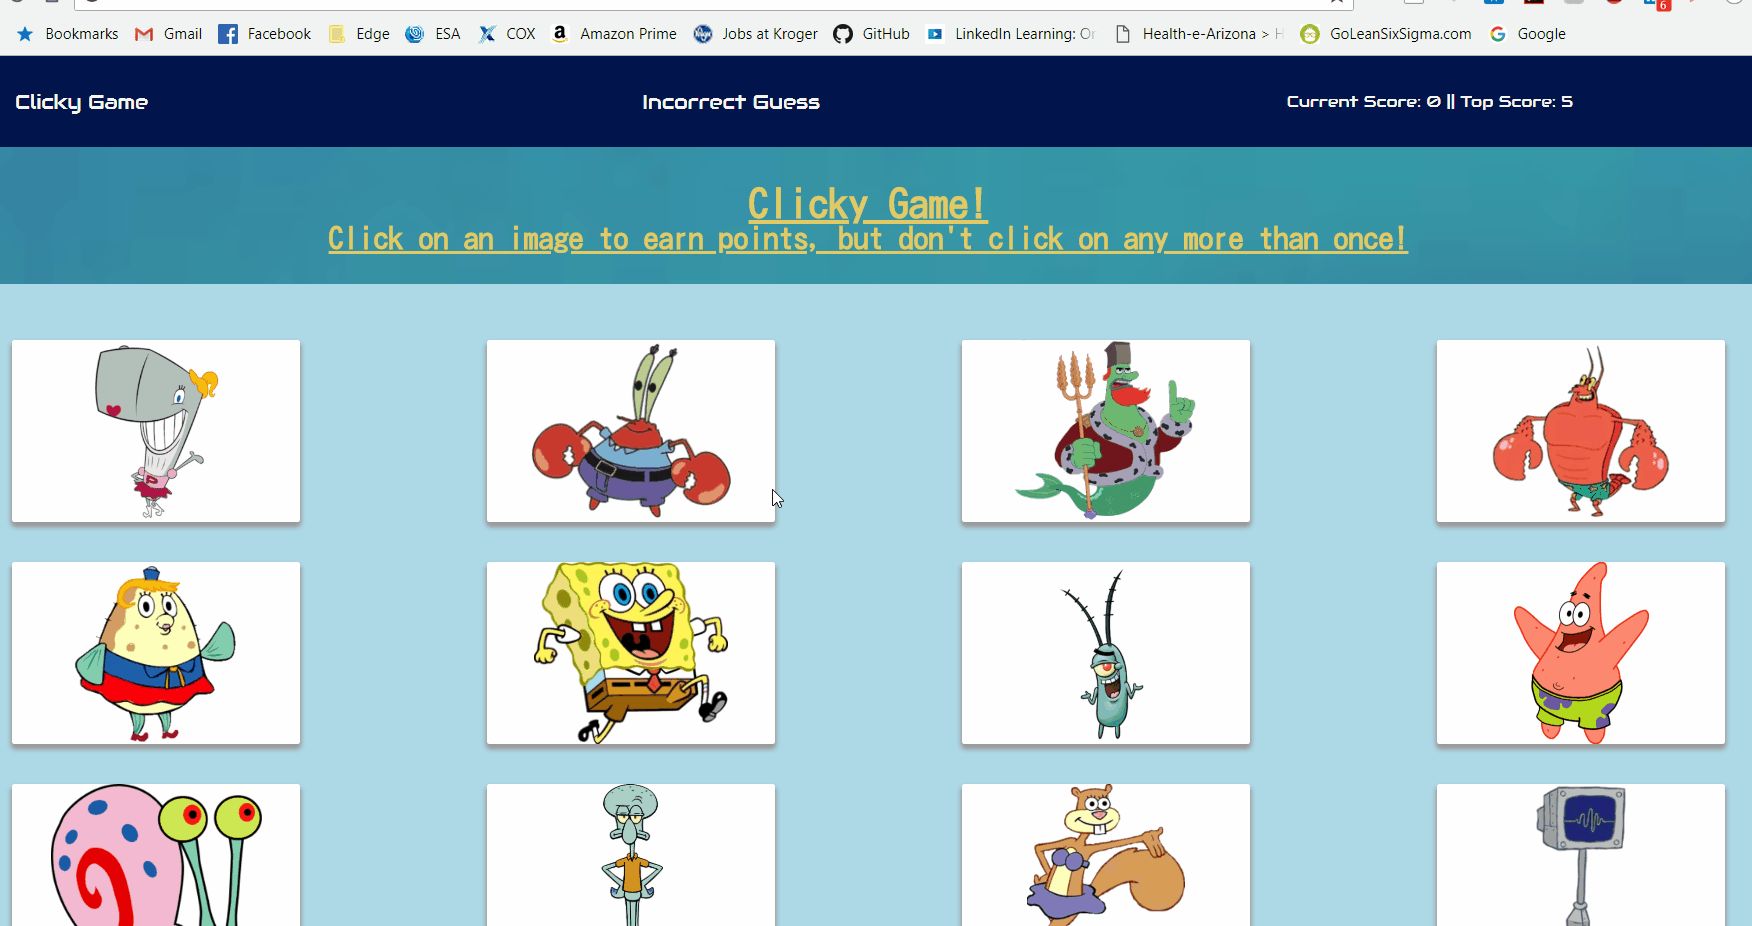 Bookmarks Gmail Facebook Edge ESA COX Amazon Prime Jobs at Kroger GitHub LinkedIn Learning: Health-e-Arizona > GoLeanSixSigma.com Google
6
Clicky Game Incorrect Guess Current Score: 0 || Top Score: 5
Clicky Game!
Click on an image to earn points, but don't click on any more than once!